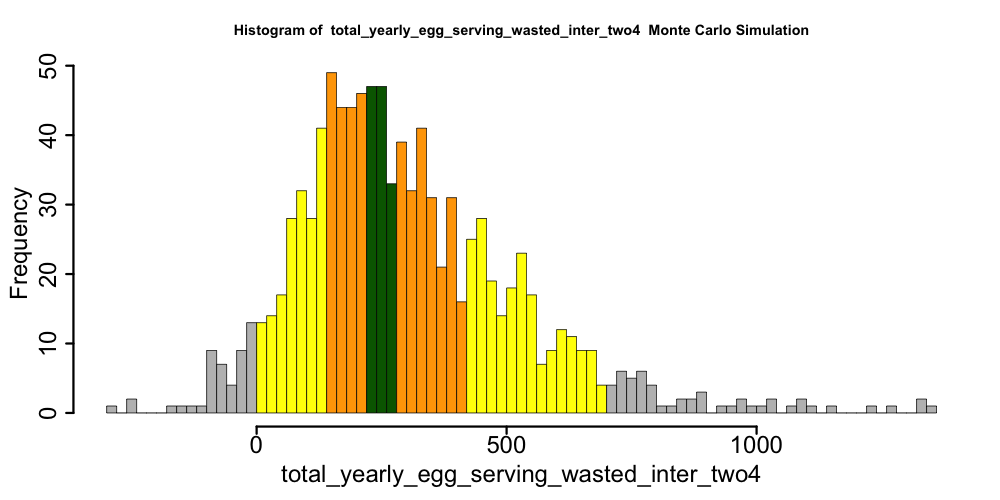 Histogram of  total_yearly_egg_serving_wasted_inter_two4  Monte Carlo Simulation
50
40
30
20
10
0
Frequency
0 500 1000
total_yearly_egg_serving_wasted_inter_two4